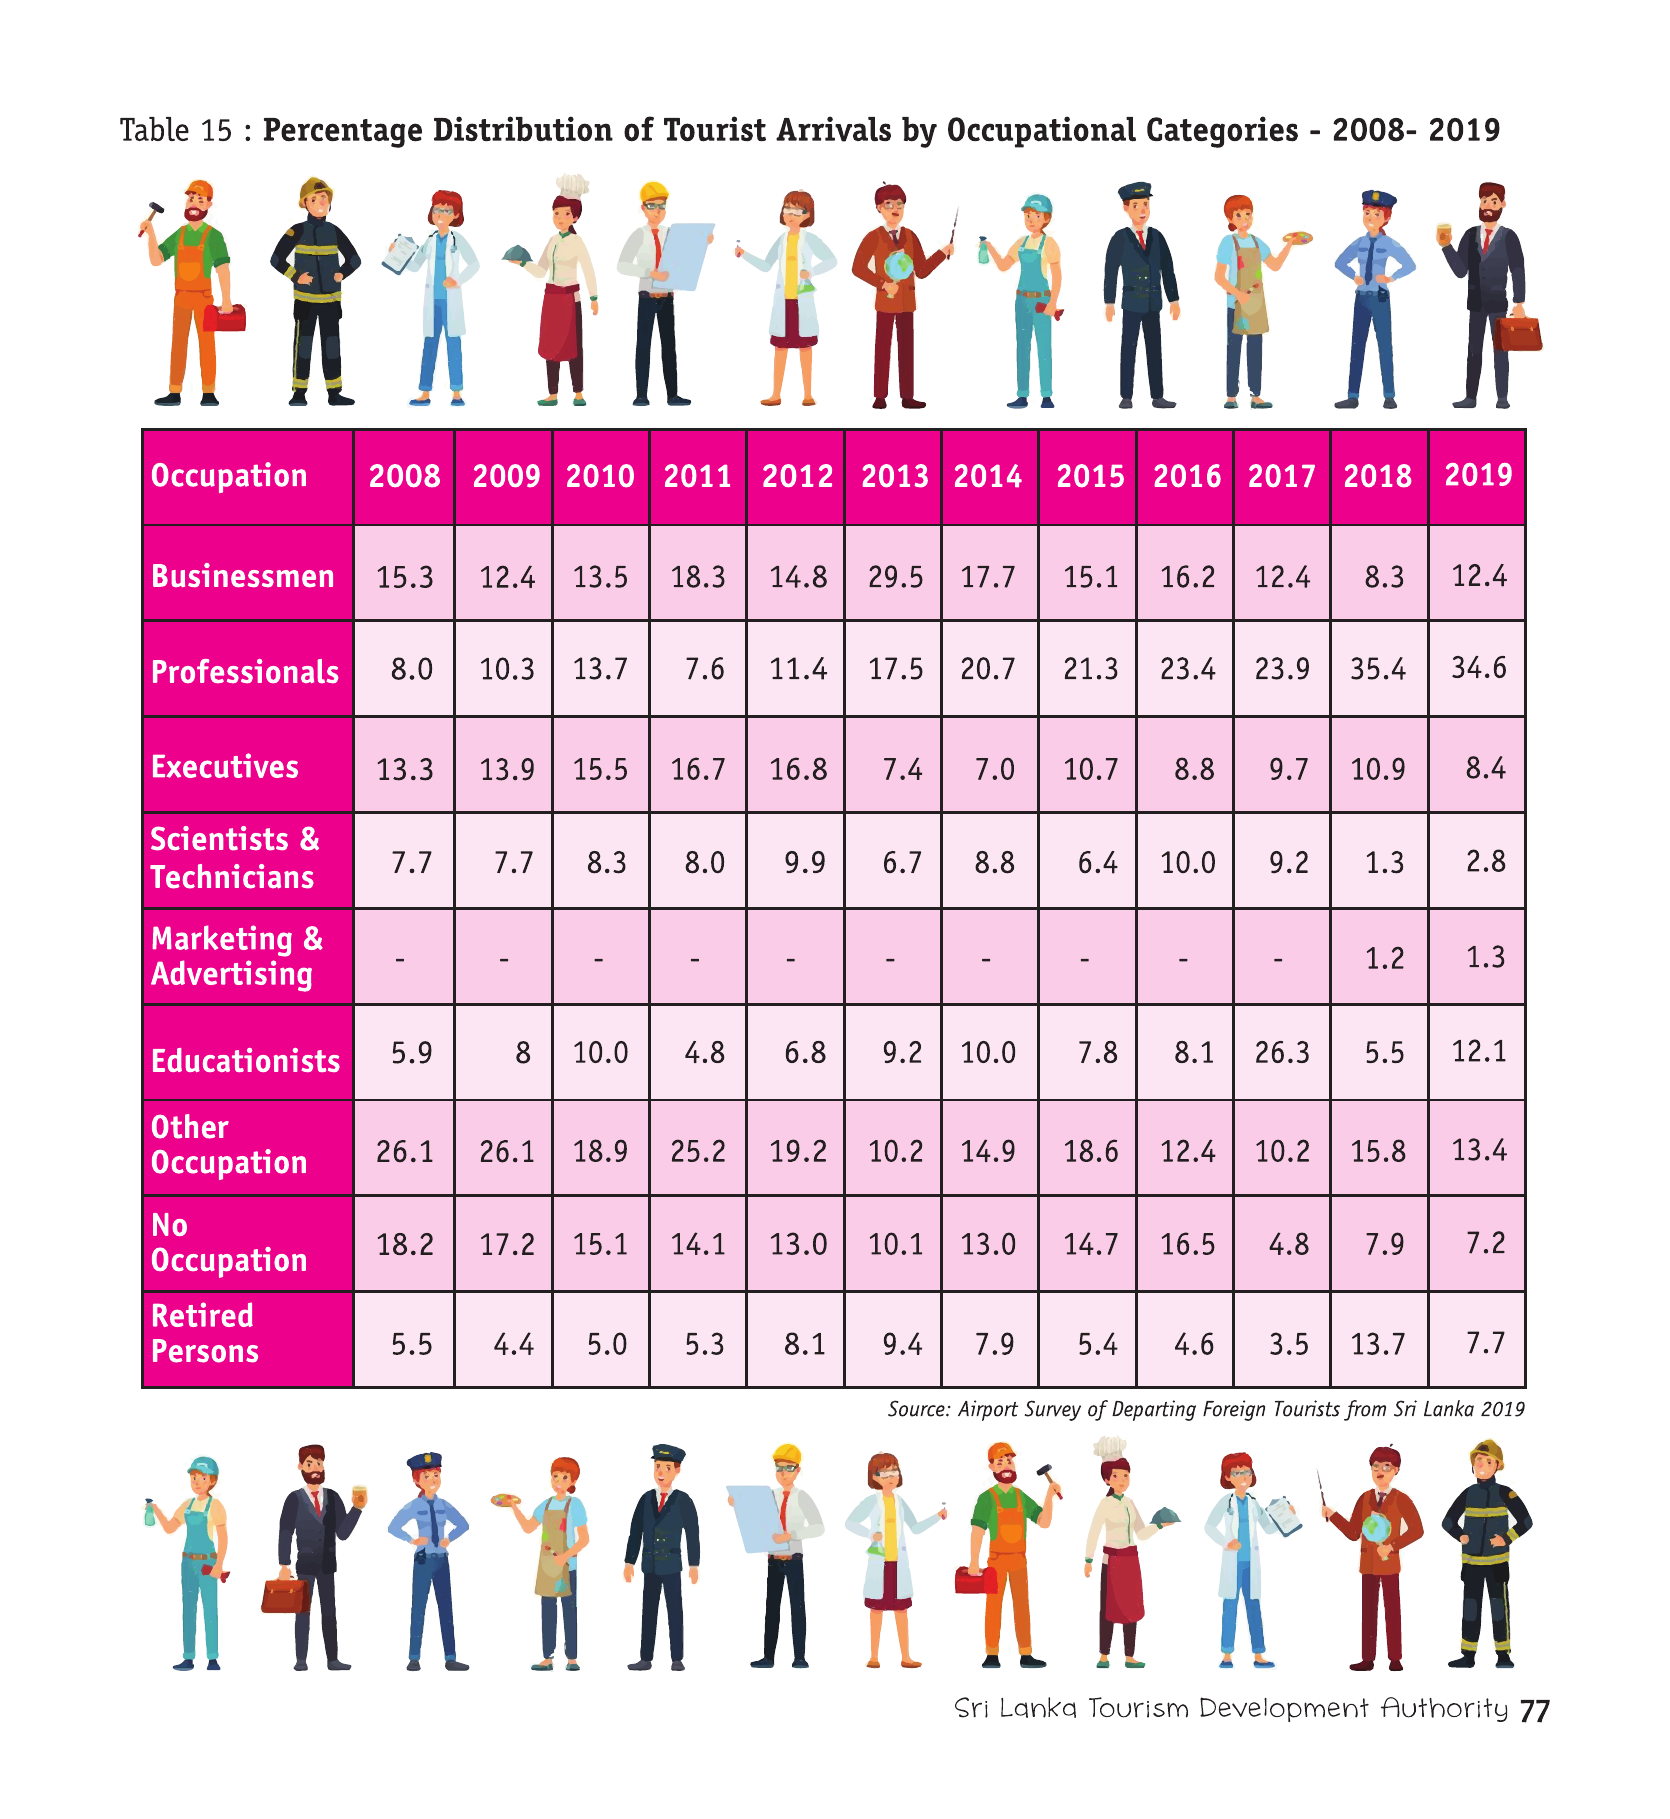 Table 15 : Percentage Distribution of Tourist Arrivals by Occupational Categories - 2008- 2019
Occupation 2008 2009 2010 2011 2012 2013 2014 2015 2016 2017 2018 2019
Businessmen 15.3 12.4 13.5 18.3 14.8 29.5 17.7 15.1 16.2 12.4 8.3 12.4
Professionals 8.0 10.3 13.7 7.6 11.4 17.5 20.7 21.3 23.4 23.9 35.4 34.6
Executives 13.3 13.9 15.5 16.7 16.8 7.4 7.0 10.7 8.8 9.7 10.9 8.4
Scientists &
Technicians 7.7 7.7 8.3 8.0 9.9 6.7 8.8 6.4 10.0 9.2 1.3 2.8
Marketing &
Advertising - - - - - - - - - - 1.2 1.3
Educationists 5.9 8 10.0 4.8 6.8 9.2 10.0 7.8 8.1 26.3 5.5 12.1
Other
Occupation 26.1 26.1 18.9 25.2 19.2 10.2 14.9 18.6 12.4 10.2 15.8 13.4
No
Occupation 18.2 17.2 15.1 14.1 13.0 10.1 13.0 14.7 16.5 4.8 7.9 7.2
Retired
Persons 5.5 4.4 5.0 5.3 8.1 9.4 7.9 5.4 4.6 3.5 13.7 7.7
Source: Airport Survey of Departing Foreign Tourists from Sri Lanka 2019
Sri Lanka Tourism Development Authority 77